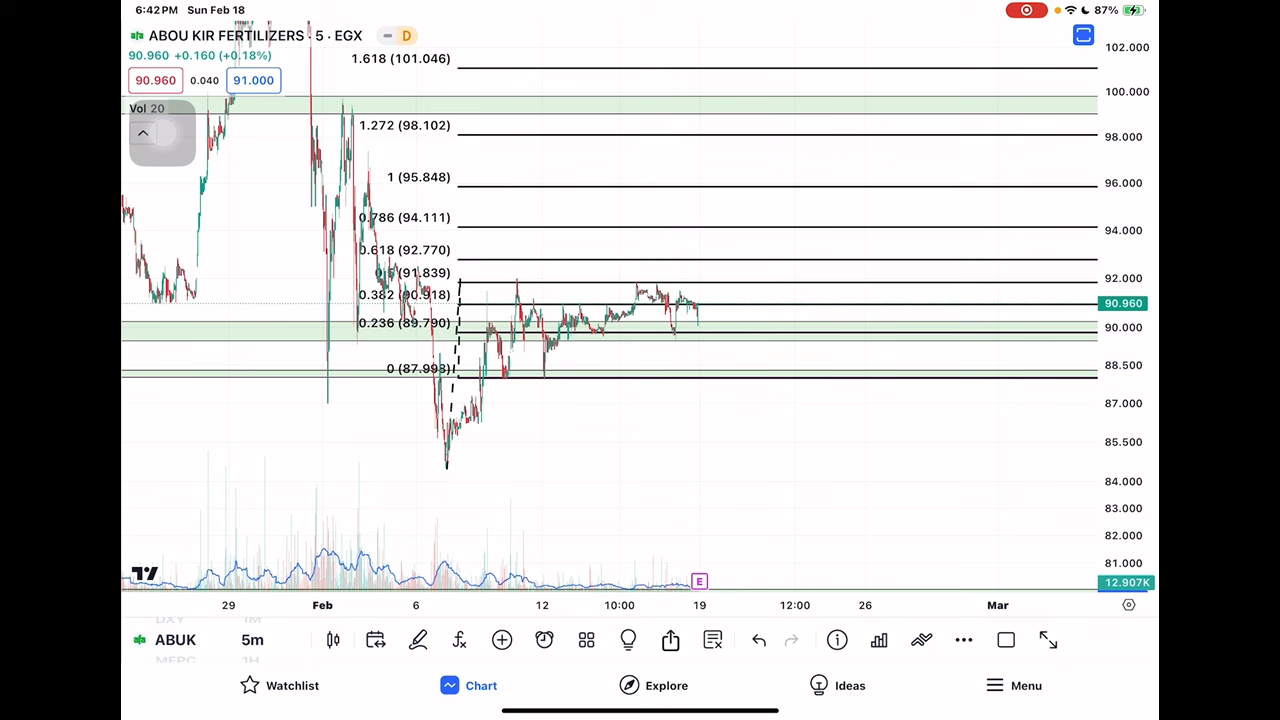 6:42 PM Sun Feb 18
87%
ABOU KIR FERTILIZERS · 5 · EGX
D
90.960 +0.160 (+0.18%)
90.960 0.040 91.000
Vol 20
1.618 (101.046)
1.272 (98.102)
1 (95.848)
0.786 (94.111)
0.618 (92.770)
0.5 (91.839)
0.382 (90.918)
0.236 (89.790)
0 (87.998)
102.000
100.000
98.000
96.000
94.000
92.000
90.960
90.000
88.500
87.000
85.500
84.000
83.000
82.000
81.000
12.907K
E
29 Feb 6 12 10:00 19 12:00 26 Mar
DXY 1M
ABUK 5m
MFPC 1H
Watchlist Chart Explore Ideas Menu